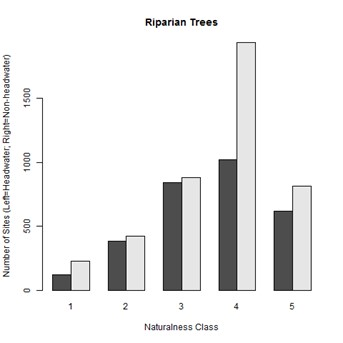 Riparian Trees
Number of Sites (Left=Headwater; Right=Non-headwater)
1500
1000
500
0
1 2 3 4 5
Naturalness Class